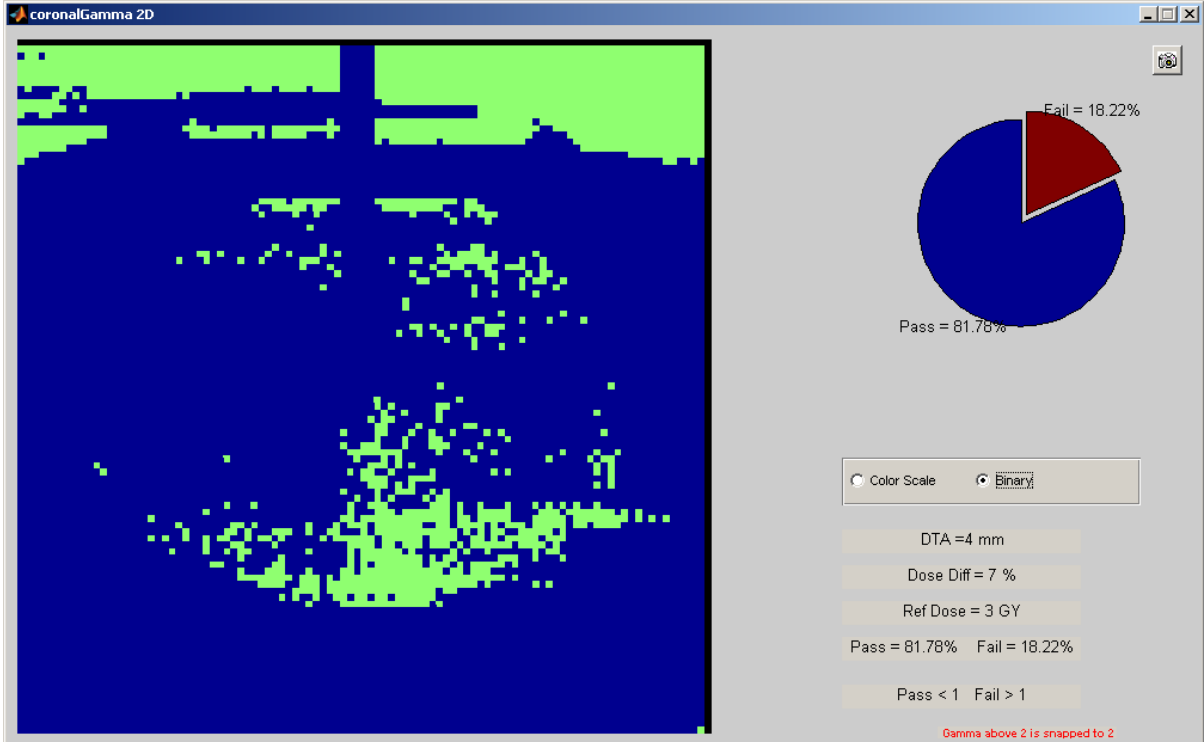 coronalGamma 2D
Fail = 18.22%
Pass = 81.78%
Color Scale Binary
DTA =4 mm
Dose Diff = 7 %
Ref Dose = 3 GY
Pass = 81.78% Fail = 18.22%
Pass < 1 Fail > 1
Gamma above 2 is snapped to 2